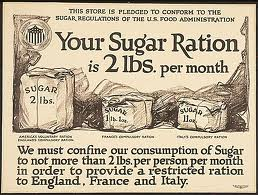 THIS STORE IS PLEDGED TO CONFORM TO THE
SUGAR REGULATIONS OF THE U.S. FOOD ADMINISTRATION
Your Sugar Ration
is 2 lbs. per month
SUGAR
2 lbs.
SUGAR
SUGAR
AMERICA'S VOLUNTARY RATION
ENGLAND'S COMPULSORY RATION
FRANCE'S COMPULSORY RATION
ITALY'S COMPULSORY RATION
We must confine our consumption of Sugar
to not more than 2 lbs. per person per month
in order to provide a restricted ration
to England, France and Italy.